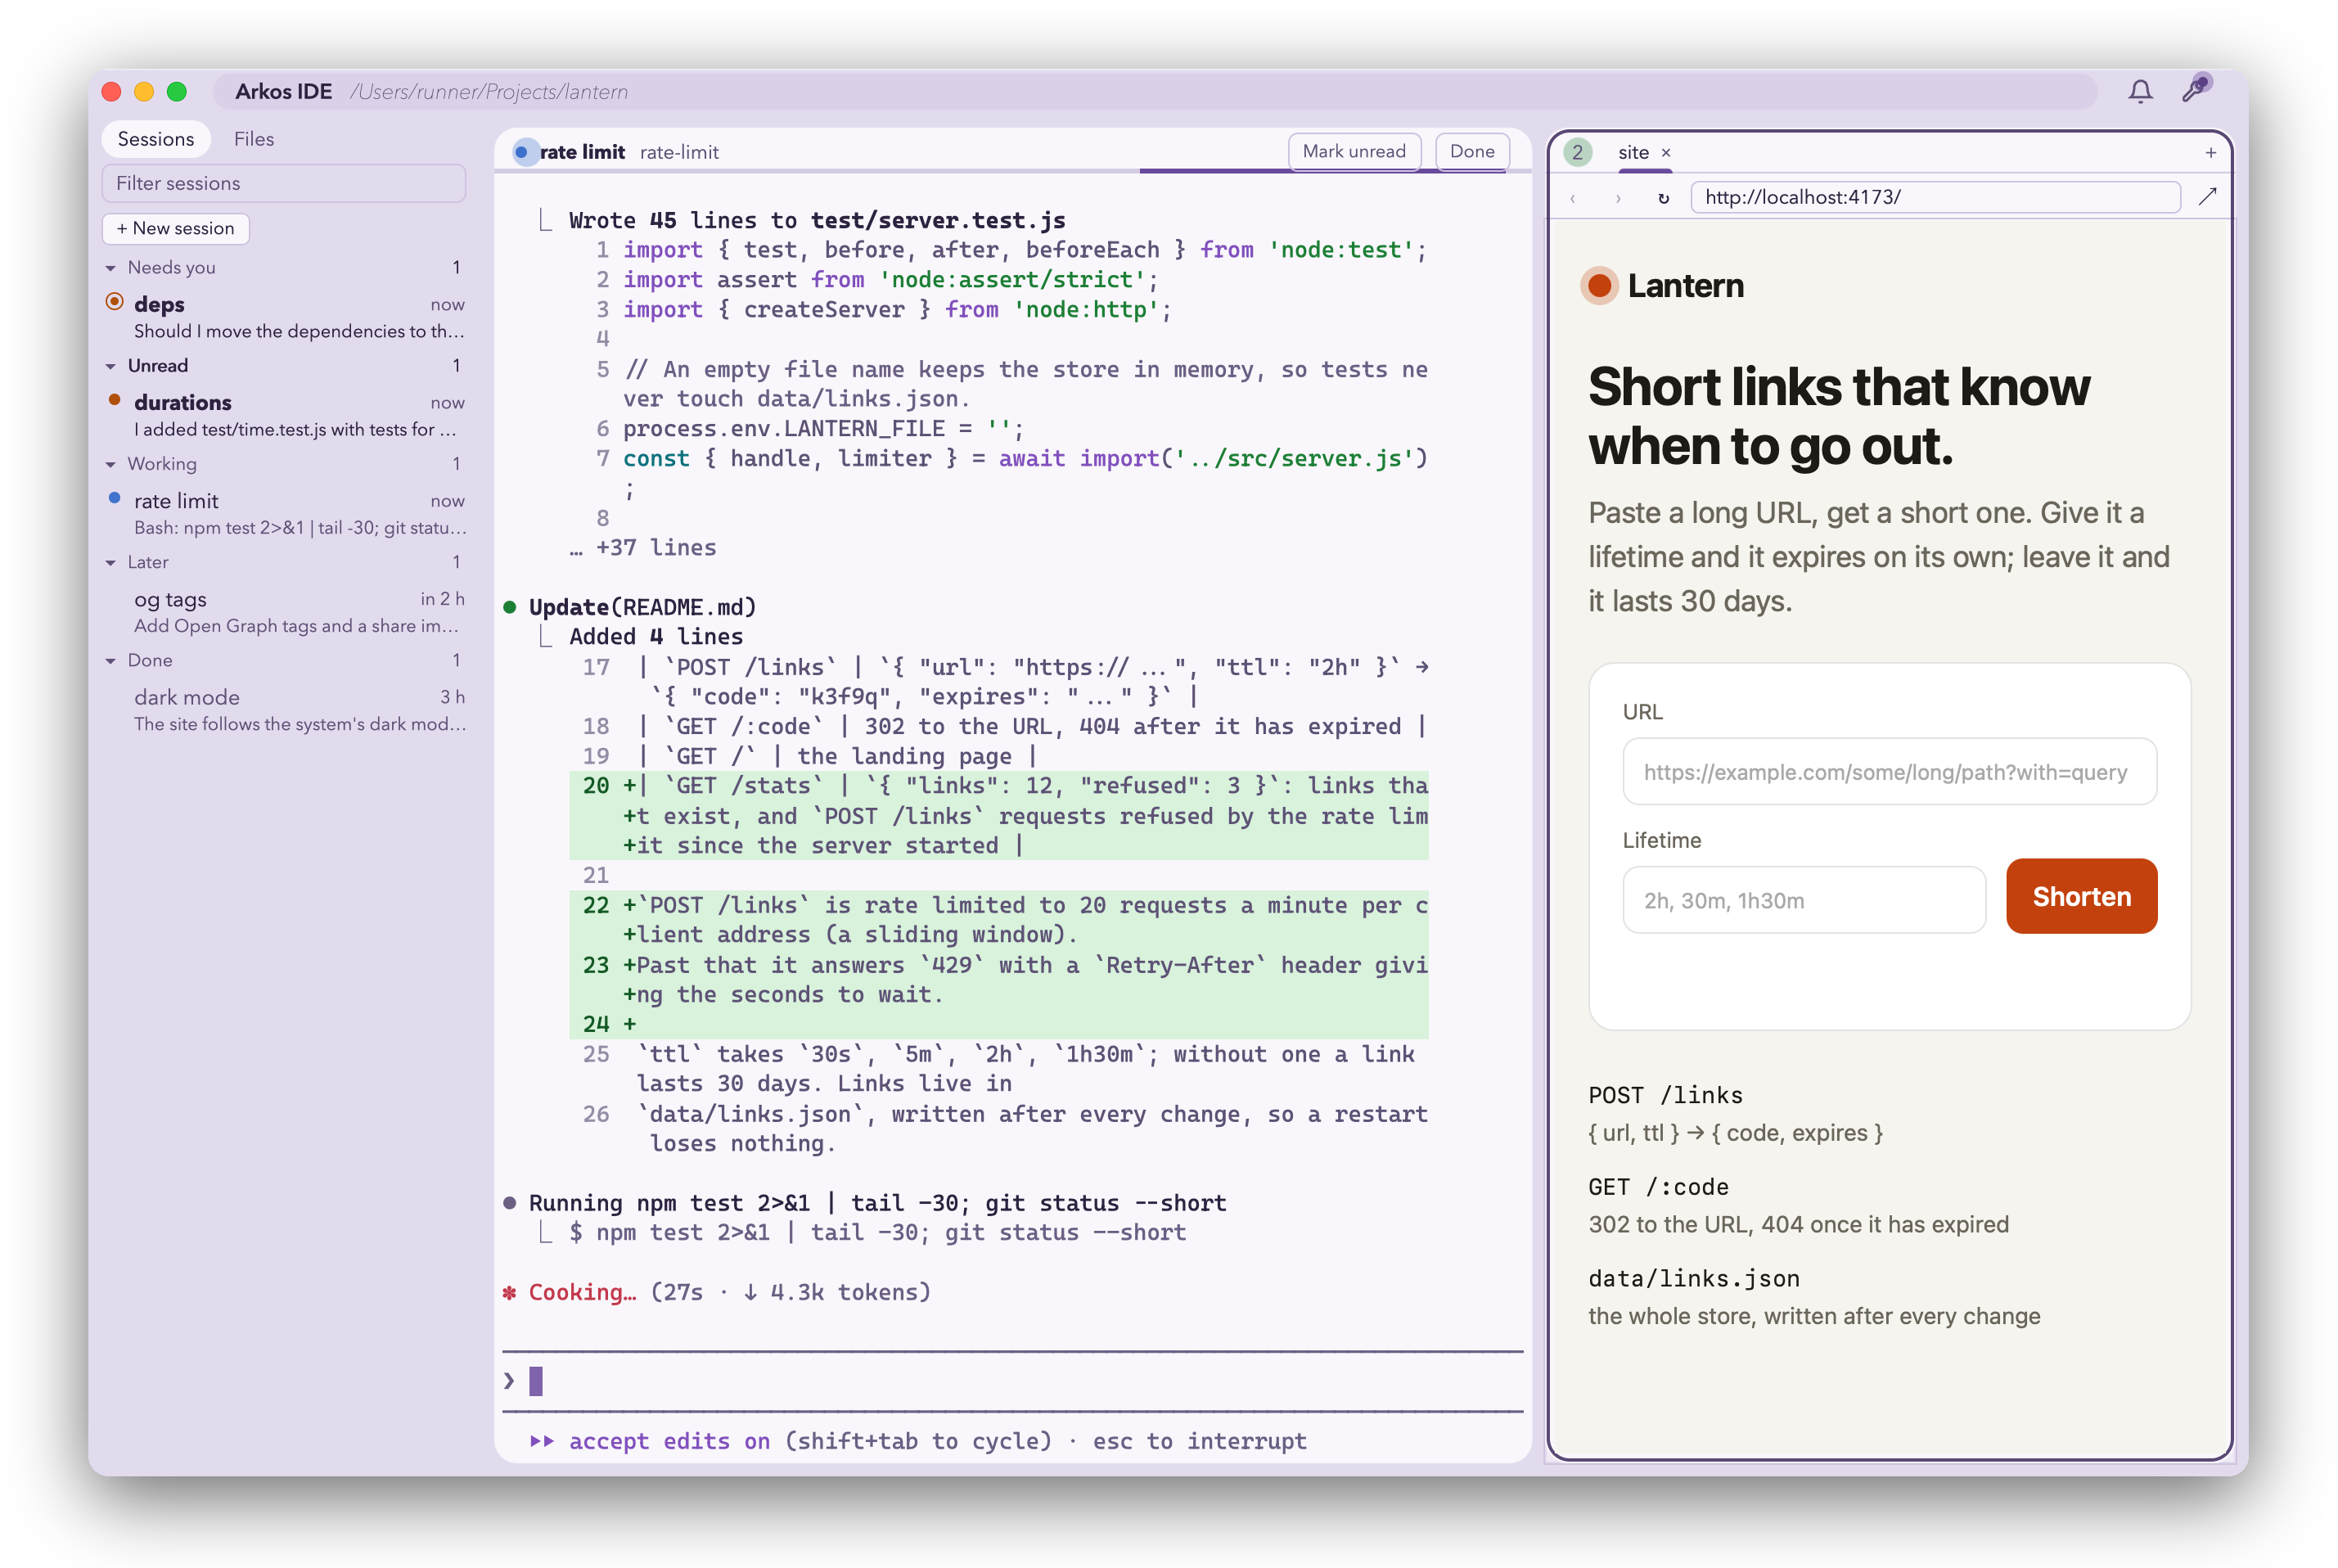 Arkos IDE /Users/runner/Projects/lantern
Sessions Files
Filter sessions
+ New session
Needs you 1
deps now
Should I move the dependencies to th…
Unread 1
durations now
I added test/time.test.js with tests for …
Working 1
rate limit now
Bash: npm test 2>&1 | tail -30; git statu…
Later 1
og tags in 2 h
Add Open Graph tags and a share im…
Done 1
dark mode 3 h
The site follows the system's dark mod…
rate limit rate-limit Mark unread Done
⎿ Wrote 45 lines to test/server.test.js
1 import { test, before, after, beforeEach } from 'node:test';
2 import assert from 'node:assert/strict';
3 import { createServer } from 'node:http';
4
5 // An empty file name keeps the store in memory, so tests ne
ver touch data/links.json.
6 process.env.LANTERN_FILE = '';
7 const { handle, limiter } = await import('../src/server.js')
;
8
… +37 lines
● Update(README.md)
⎿ Added 4 lines
17 | `POST /links` | `{ "url": "https://…", "ttl": "2h" }` →
`{ "code": "k3f9q", "expires": "…" }` |
18 | `GET /:code` | 302 to the URL, 404 after it has expired |
19 | `GET /` | the landing page |
20 +| `GET /stats` | `{ "links": 12, "refused": 3 }`: links tha
+t exist, and `POST /links` requests refused by the rate lim
+it since the server started |
21
22 +`POST /links` is rate limited to 20 requests a minute per c
+lient address (a sliding window).
23 +Past that it answers `429` with a `Retry-After` header givi
+ng the seconds to wait.
24 +
25 `ttl` takes `30s`, `5m`, `2h`, `1h30m`; without one a link
lasts 30 days. Links live in
26 `data/links.json`, written after every change, so a restart
loses nothing.
● Running npm test 2>&1 | tail -30; git status --short
⎿ $ npm test 2>&1 | tail -30; git status --short
✽ Cooking… (27s · ↓ 4.3k tokens)
❯
⏵⏵ accept edits on (shift+tab to cycle) · esc to interrupt
2 site × +
‹ › ↻ http://localhost:4173/
Lantern
Short links that know
when to go out.
Paste a long URL, get a short one. Give it a
lifetime and it expires on its own; leave it and
it lasts 30 days.
URL
https://example.com/some/long/path?with=query
Lifetime
2h, 30m, 1h30m
Shorten
POST /links
{ url, ttl } → { code, expires }
GET /:code
302 to the URL, 404 once it has expired
data/links.json
the whole store, written after every change